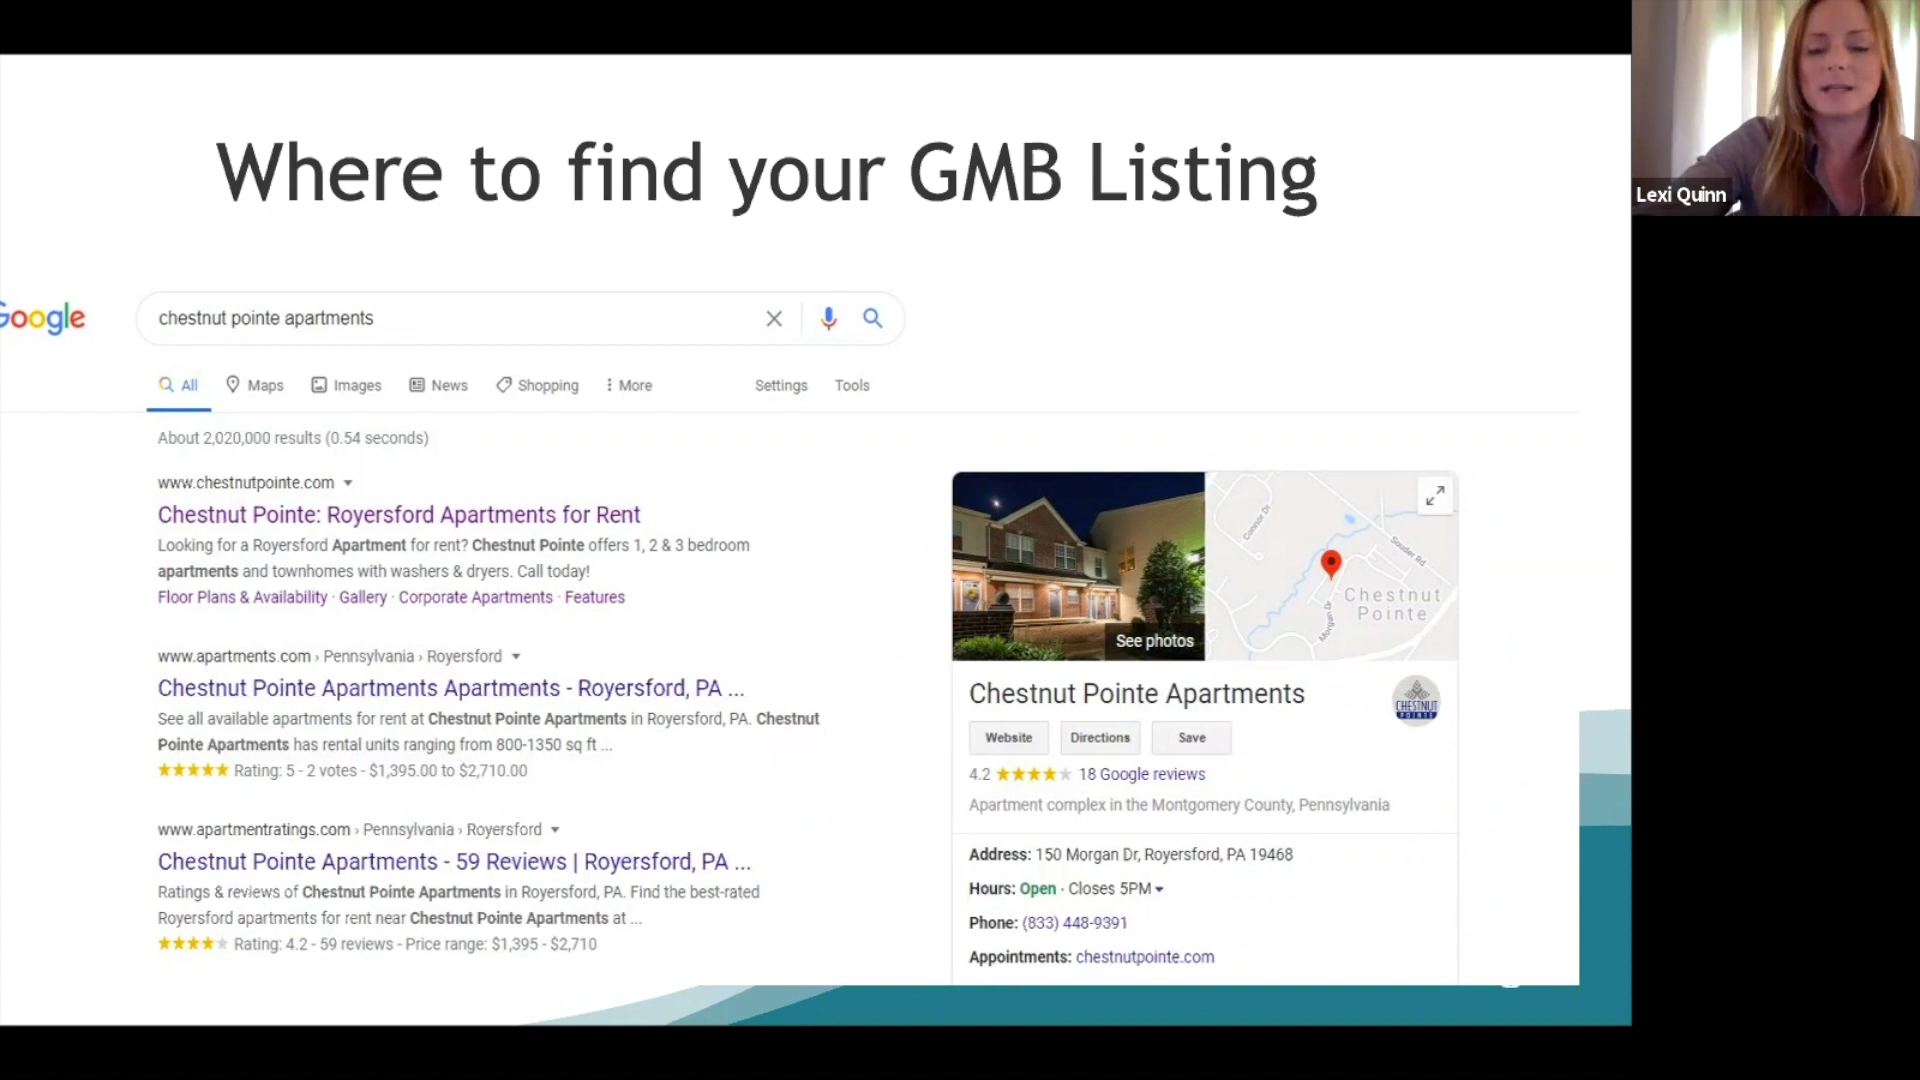 Where to find your GMB Listing
Lexi Quinn
Google
chestnut pointe apartments
All
Maps
Images
News
Shopping
More
Settings
Tools
About 2,020,000 results (0.54 seconds)
www.chestnutpointe.com
Chestnut Pointe: Royersford Apartments for Rent
Looking for a Royersford Apartment for rent? Chestnut Pointe offers 1, 2 & 3 bedroom
apartments and townhomes with washers & dryers. Call today!
Floor Plans & Availability · Gallery · Corporate Apartments · Features
www.apartments.com › Pennsylvania › Royersford
Chestnut Pointe Apartments Apartments - Royersford, PA ...
See all available apartments for rent at Chestnut Pointe Apartments in Royersford, PA. Chestnut
Pointe Apartments has rental units ranging from 800-1350 sq ft ...
Rating: 5 - 2 votes - $1,395.00 to $2,710.00
www.apartmentratings.com › Pennsylvania › Royersford
Chestnut Pointe Apartments - 59 Reviews | Royersford, PA ...
Ratings & reviews of Chestnut Pointe Apartments in Royersford, PA. Find the best-rated
Royersford apartments for rent near Chestnut Pointe Apartments at ...
Rating: 4.2 - 59 reviews - Price range: $1,395 - $2,710
See photos
Connor Dr
Souder Rd
Morgan Dr
Chestnut
Pointe
Chestnut Pointe Apartments
CHESTNUT
POINTE
Website
Directions
Save
4.2
18 Google reviews
Apartment complex in the Montgomery County, Pennsylvania
Address: 150 Morgan Dr, Royersford, PA 19468
Hours: Open · Closes 5PM
Phone: (833) 448-9391
Appointments: chestnutpointe.com